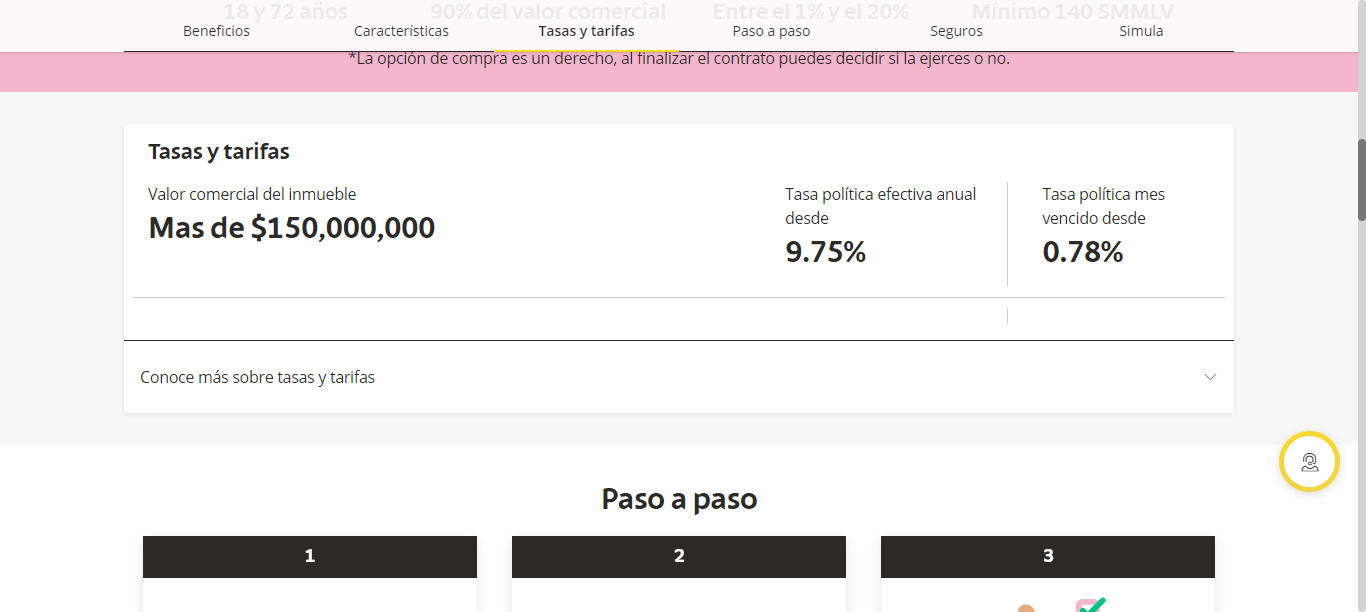 18 y 72 años 90% del valor comercial Entre el 1% y el 20% Mínimo 140 SMMLV
Beneficios Características Tasas y tarifas Paso a paso Seguros Simula
*La opción de compra es un derecho, al finalizar el contrato puedes decidir si la ejerces o no.
Tasas y tarifas
Valor comercial del inmueble
Mas de $150,000,000
Tasa política efectiva anual
desde
9.75%
Tasa política mes
vencido desde
0.78%
Conoce más sobre tasas y tarifas
Paso a paso
1
2
3